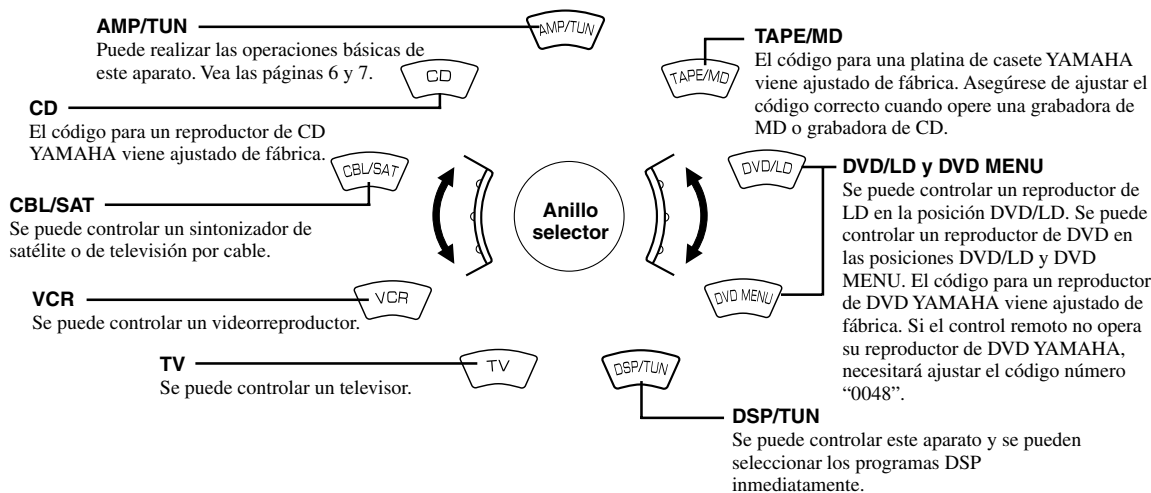 AMP/TUN
Puede realizar las operaciones básicas de
este aparato. Vea las páginas 6 y 7.
AMP/TUN
CD
CD
El código para un reproductor de CD
YAMAHA viene ajustado de fábrica.
CBL/SAT
CBL/SAT
Se puede controlar un sintonizador de
satélite o de televisión por cable.
VCR
VCR
Se puede controlar un videorreproductor.
TV
TV
Se puede controlar un televisor.
Anillo
selector
TAPE/MD
TAPE/MD
El código para una platina de casete YAMAHA
viene ajustado de fábrica. Asegúrese de ajustar el
código correcto cuando opere una grabadora de
MD o grabadora de CD.
DVD/LD
DVD/LD y DVD MENU
Se puede controlar un reproductor de
LD en la posición DVD/LD. Se puede
controlar un reproductor de DVD en
las posiciones DVD/LD y DVD
MENU. El código para un reproductor
de DVD YAMAHA viene ajustado de
fábrica. Si el control remoto no opera
su reproductor de DVD YAMAHA,
necesitará ajustar el código número
“0048”.
DVD MENU
DSP/TUN
DSP/TUN
Se puede controlar este aparato y se pueden
seleccionar los programas DSP
inmediatamente.